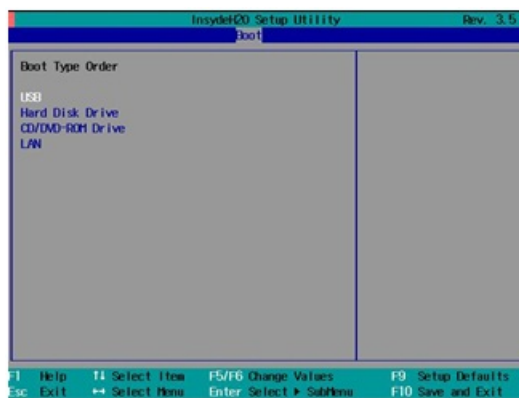 InsydeH20 Setup Utility Rev. 3.5
Boot
Boot Type Order
USB
Hard Disk Drive
CD/DVD-ROM Drive
LAN
F1 Help ↑↓ Select Item F5/F6 Change Values F9 Setup Defaults
Esc Exit ↔ Select Menu Enter Select ▶ SubMenu F10 Save and Exit